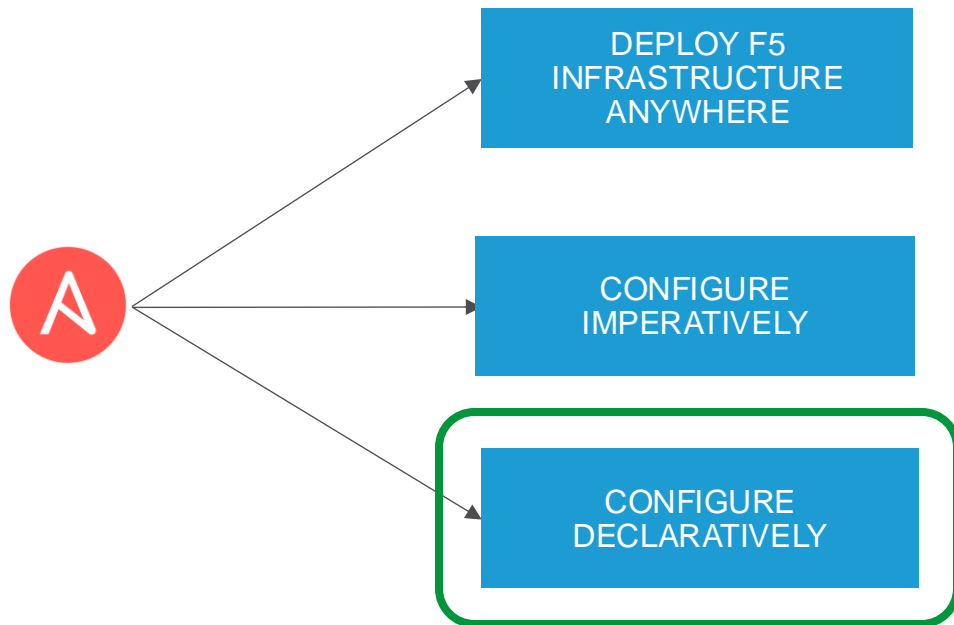 DEPLOY F5
INFRASTRUCTURE
ANYWHERE
CONFIGURE
IMPERATIVELY
CONFIGURE
DECLARATIVELY